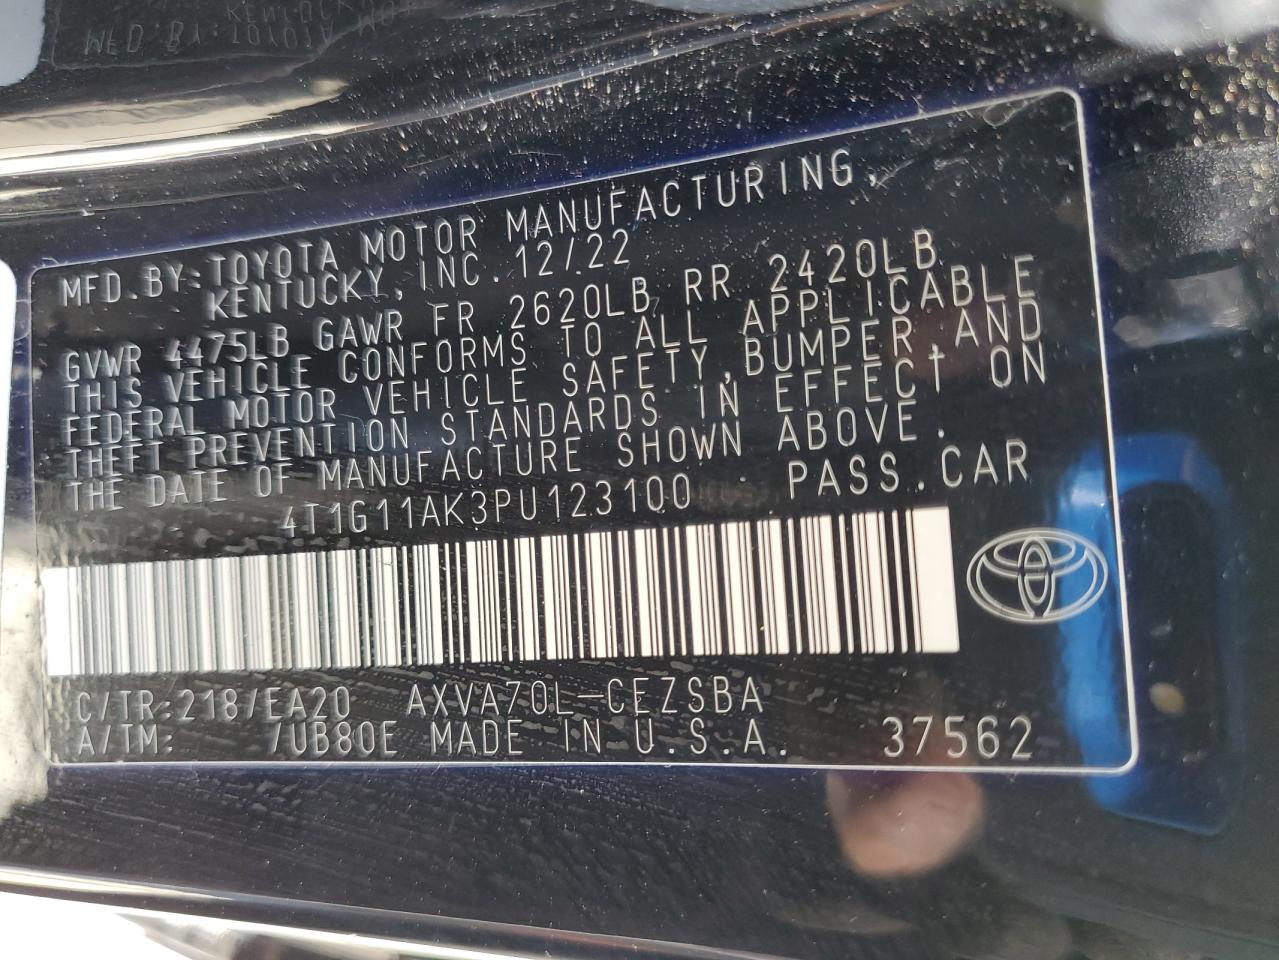 MFD.BY:TOYOTA MOTOR MANUFACTURING,
KENTUCKY, INC. 12/22
GVWR 4475LB GAWR FR 2620LB RR 2420LB
THIS VEHICLE CONFORMS TO ALL APPLICABLE
FEDERAL MOTOR VEHICLE SAFETY,BUMPER,AND
THEFT PREVENTION STANDARDS IN EFFECT ON
THE DATE OF MANUFACTURE SHOWN ABOVE.
4T1G11AK3PU123100 PASS.CAR
C/TR:218/EA20 AXVA70L-CEZSBA
A/TM: /UB80E MADE IN U.S.A. 37562